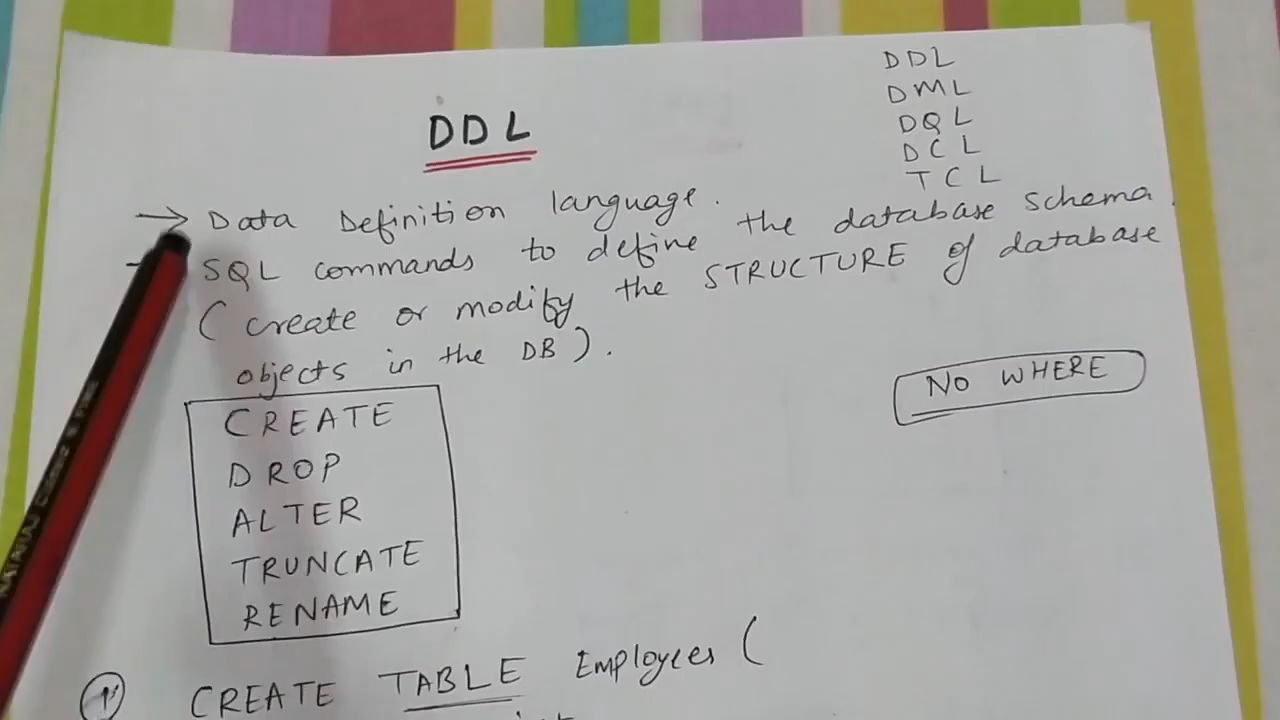 DDL
DML
DQL
DCL
TCL
DDL
→ Data Definition language.
SQL commands to define the database schema.
(create or modify the STRUCTURE of database
objects in the DB).
NO WHERE
CREATE
DROP
ALTER
TRUNCATE
RENAME
① CREATE TABLE Employees (